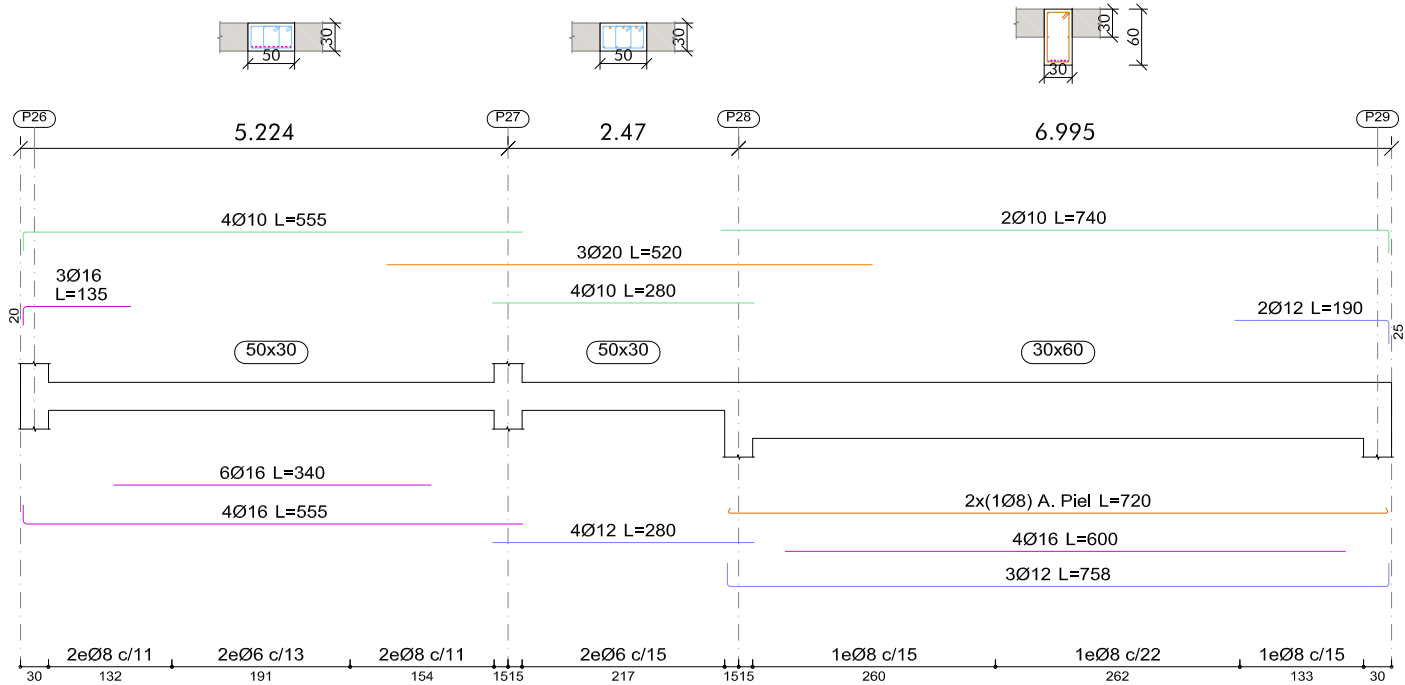 30
50
30
50
30
60
30
P26
P27
P28
P29
5.224
2.47
6.995
4Ø10 L=555
2Ø10 L=740
3Ø20 L=520
3Ø16
L=135
4Ø10 L=280
2Ø12 L=190
20
25
50x30
50x30
30x60
6Ø16 L=340
4Ø16 L=555
2x(1Ø8) A. Piel L=720
4Ø12 L=280
4Ø16 L=600
3Ø12 L=758
2eØ8 c/11
2eØ6 c/13
2eØ8 c/11
2eØ6 c/15
1eØ8 c/15
1eØ8 c/22
1eØ8 c/15
30
132
191
154
1515
217
1515
260
262
133
30